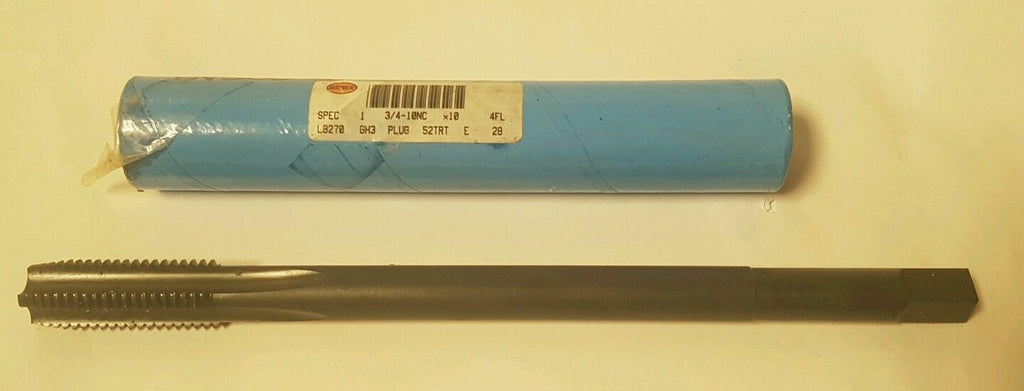 SPEC 1 3/4-10NC x10 4FL
LB270 GH3 PLUG 52TRT E 28